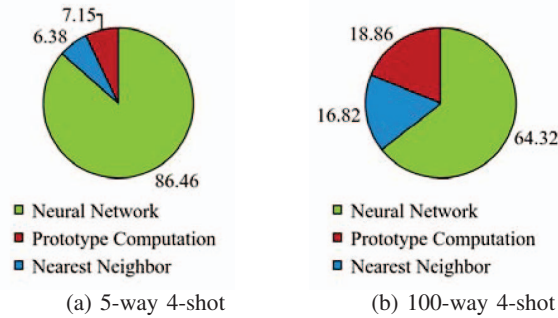 7.15
6.38
86.46
Neural Network
Prototype Computation
Nearest Neighbor
(a) 5-way 4-shot
18.86
16.82
64.32
Neural Network
Prototype Computation
Nearest Neighbor
(b) 100-way 4-shot